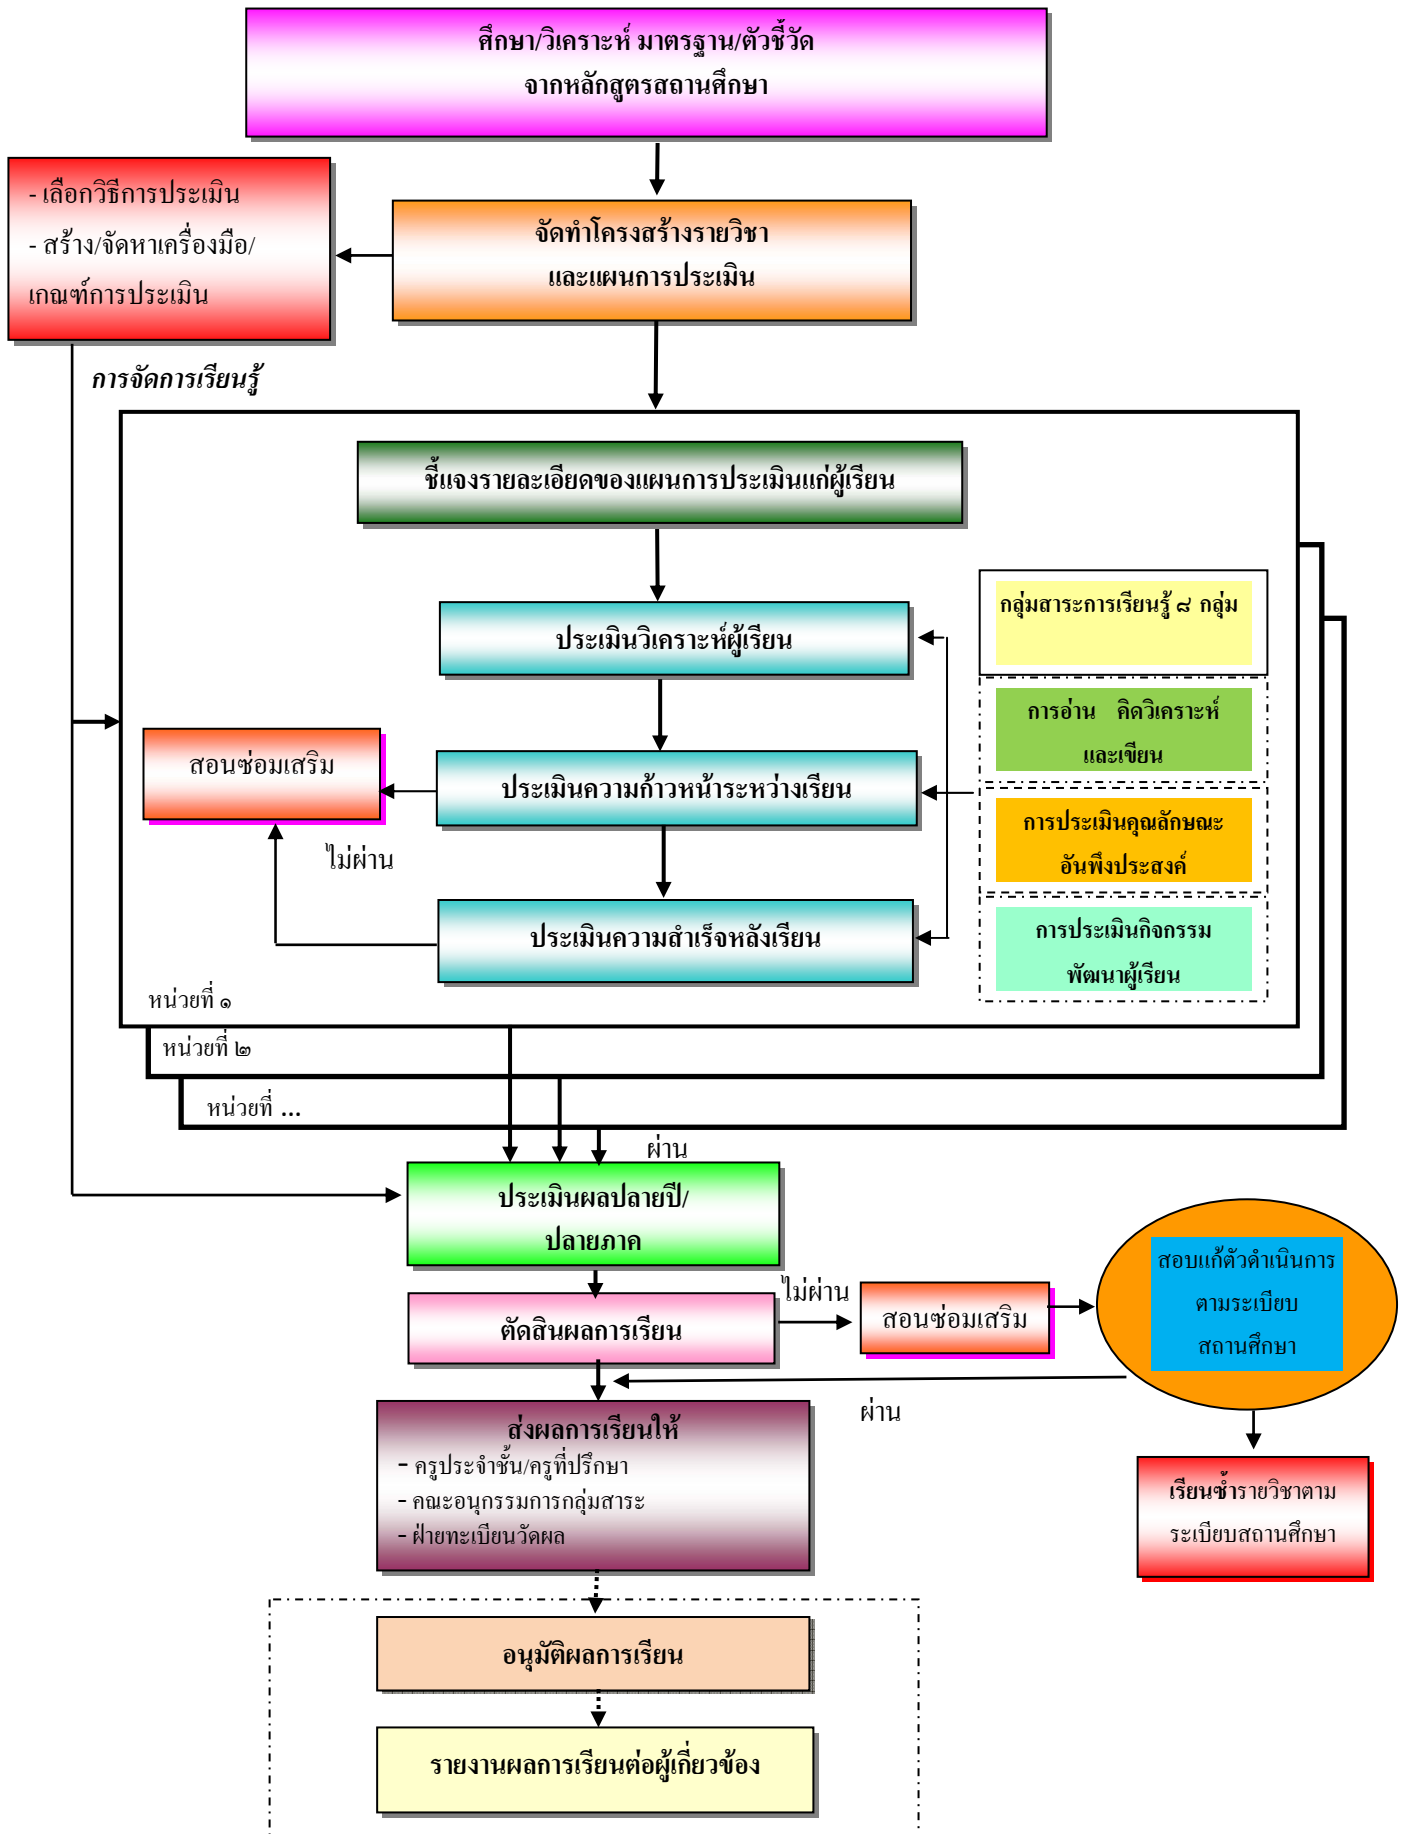 ศึกษา/วิเคราะห์ มาตรฐาน/ตัวชี้วัด
จากหลักสูตรสถานศึกษา
- เลือกวิธีการประเมิน
- สร้าง/จัดหาเครื่องมือ/
เกณฑ์การประเมิน
จัดทำโครงสร้างรายวิชา
และแผนการประเมิน
การจัดการเรียนรู้
ชี้แจงรายละเอียดของแผนการประเมินแก่ผู้เรียน
ประเมินวิเคราะห์ผู้เรียน
กลุ่มสาระการเรียนรู้ ๘ กลุ่ม
การอ่าน คิดวิเคราะห์
และเขียน
สอนซ่อมเสริม
ประเมินความก้าวหน้าระหว่างเรียน
การประเมินคุณลักษณะ
อันพึงประสงค์
ไม่ผ่าน
ประเมินความสำเร็จหลังเรียน
การประเมินกิจกรรม
พัฒนาผู้เรียน
หน่วยที่ ๑
หน่วยที่ ๒
หน่วยที่ ...
ผ่าน
ประเมินผลปลายปี/
ปลายภาค
ไม่ผ่าน
ตัดสินผลการเรียน
สอนซ่อมเสริม
สอบแก้ตัวดำเนินการ
ตามระเบียบ
สถานศึกษา
ผ่าน
ส่งผลการเรียนให้
- ครูประจำชั้น/ครูที่ปรึกษา
- คณะอนุกรรมการกลุ่มสาระ
- ฝ่ายทะเบียนวัดผล
เรียนซ้ำรายวิชาตาม
ระเบียบสถานศึกษา
อนุมัติผลการเรียน
รายงานผลการเรียนต่อผู้เกี่ยวข้อง